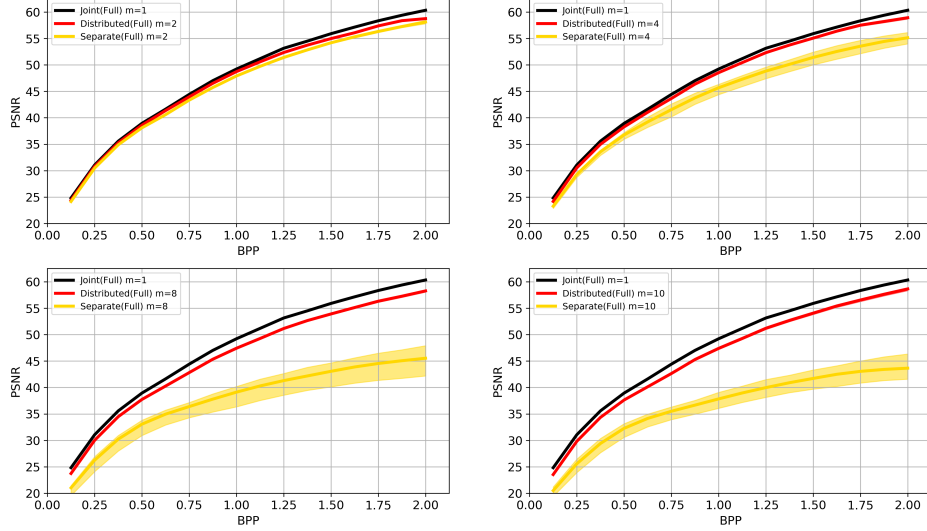 Joint(Full) m=1
Distributed(Full) m=2
Separate(Full) m=2
PSNR
60
55
50
45
40
35
30
25
20
0.00 0.25 0.50 0.75 1.00 1.25 1.50 1.75 2.00
BPP
Joint(Full) m=1
Distributed(Full) m=4
Separate(Full) m=4
PSNR
60
55
50
45
40
35
30
25
20
0.00 0.25 0.50 0.75 1.00 1.25 1.50 1.75 2.00
BPP
Joint(Full) m=1
Distributed(Full) m=8
Separate(Full) m=8
PSNR
60
55
50
45
40
35
30
25
20
0.00 0.25 0.50 0.75 1.00 1.25 1.50 1.75 2.00
BPP
Joint(Full) m=1
Distributed(Full) m=10
Separate(Full) m=10
PSNR
60
55
50
45
40
35
30
25
20
0.00 0.25 0.50 0.75 1.00 1.25 1.50 1.75 2.00
BPP